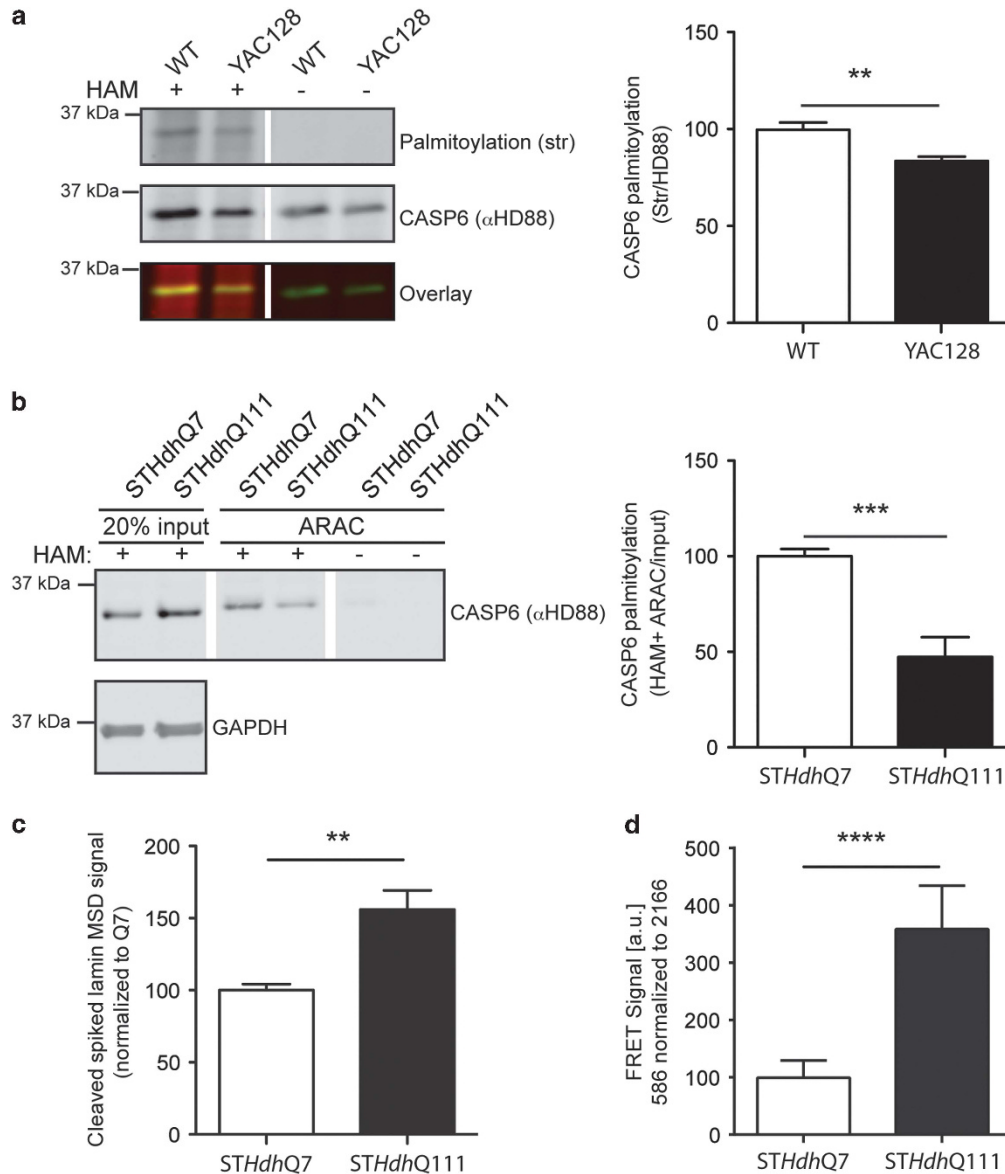 a
WT YAC128 WT YAC128
HAM + + - -
37 kDa
Palmitoylation (str)
37 kDa
CASP6 (αHD88)
37 kDa
Overlay
CASP6 palmitoylation
(Str/HD88)
150
100
50
0
**
WT YAC128
b
STHdhQ7 STHdhQ111 STHdhQ7 STHdhQ111 STHdhQ7 STHdhQ111
20% input ARAC
HAM: + + + + - -
37 kDa
CASP6 (αHD88)
37 kDa
GAPDH
CASP6 palmitoylation
(HAM+ ARAC/input)
150
100
50
0
***
STHdhQ7 STHdhQ111
c
Cleaved spiked lamin MSD signal
(normalized to Q7)
200
150
100
50
0
**
STHdhQ7 STHdhQ111
d
FRET Signal [a.u.]
586 normalized to 2166
500
400
300
200
100
0
****
STHdhQ7 STHdhQ111